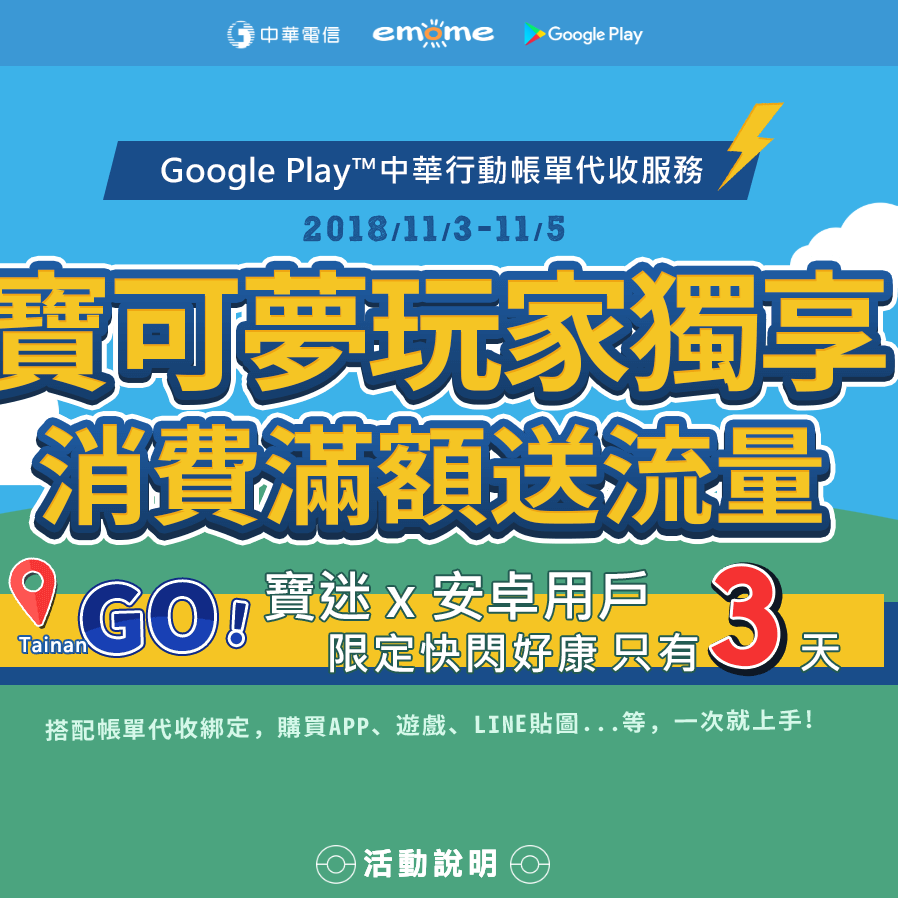 中華電信 emome Google Play
Google Play™中華行動帳單代收服務
2018/11/3-11/5
寶可夢玩家獨享
消費滿額送流量
Tainan GO! 寶迷 x 安卓用戶
限定快閃好康 只有3天
搭配帳單代收綁定，購買APP、遊戲、LINE貼圖...等，一次就上手!
活動說明